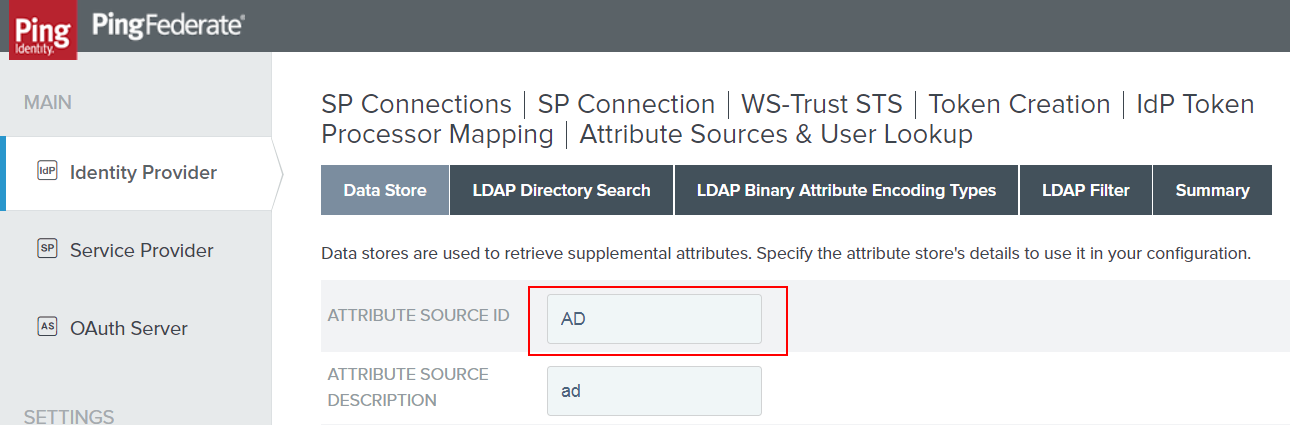 Ping
Identity.
PingFederate®
MAIN
IdP Identity Provider
SP Service Provider
AS OAuth Server
SETTINGS
SP Connections | SP Connection | WS-Trust STS | Token Creation | IdP Token
Processor Mapping | Attribute Sources & User Lookup
Data Store LDAP Directory Search LDAP Binary Attribute Encoding Types LDAP Filter Summary
Data stores are used to retrieve supplemental attributes. Specify the attribute store's details to use it in your configuration.
ATTRIBUTE SOURCE ID AD
ATTRIBUTE SOURCE
DESCRIPTION
ad